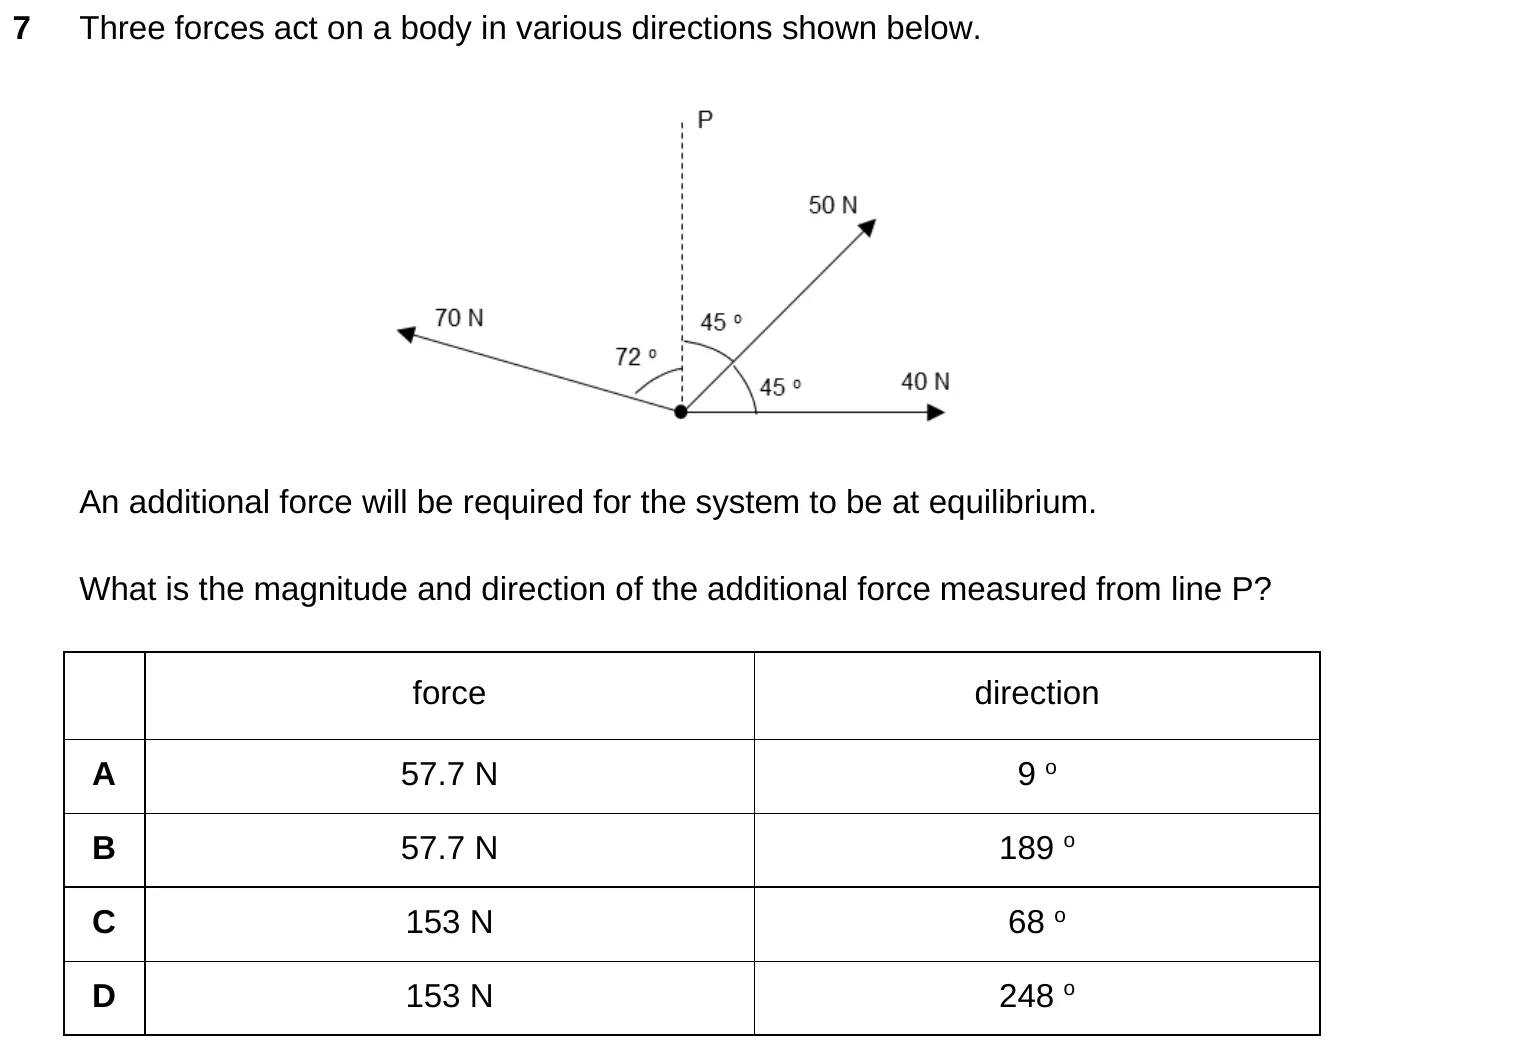 7 Three forces act on a body in various directions shown below.
P
50 N
70 N
45 º
72 º
45 º
40 N
An additional force will be required for the system to be at equilibrium.
What is the magnitude and direction of the additional force measured from line P?
force direction
A 57.7 N 9 º
B 57.7 N 189 º
C 153 N 68 º
D 153 N 248 º